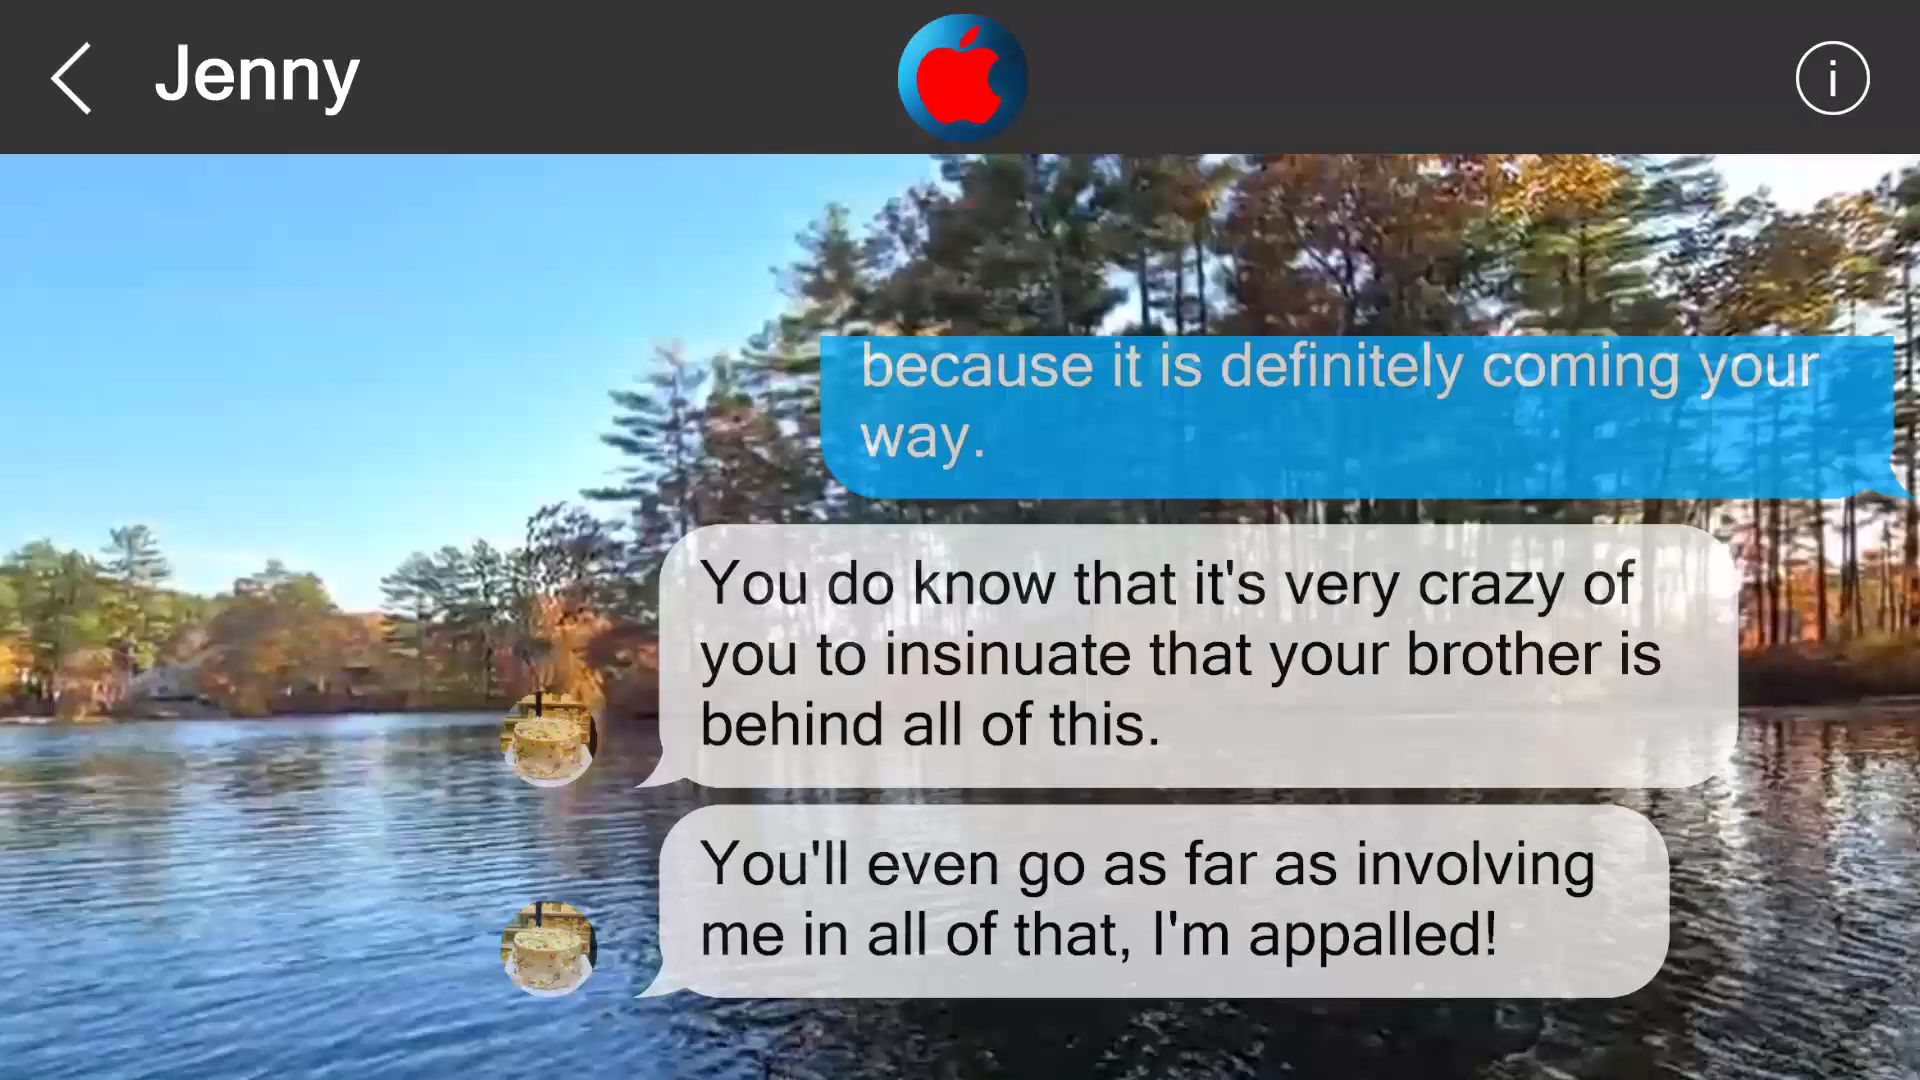 Jenny
i
because it is definitely coming your
way.
You do know that it's very crazy of
you to insinuate that your brother is
behind all of this.
You'll even go as far as involving
me in all of that, I'm appalled!